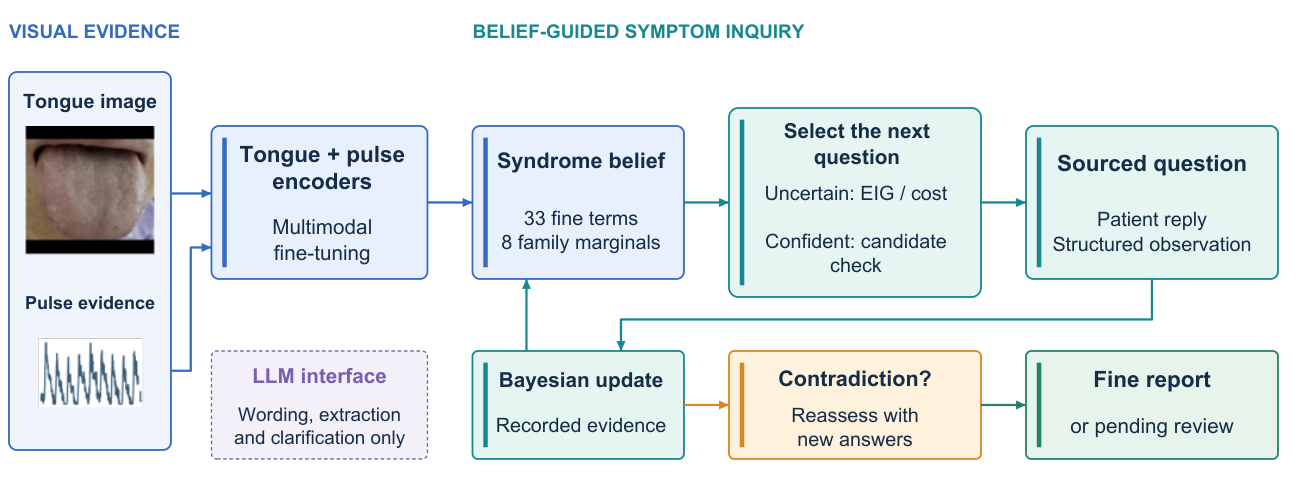 VISUAL EVIDENCE
BELIEF-GUIDED SYMPTOM INQUIRY
Tongue image
Pulse evidence
Tongue + pulse
encoders
Multimodal
fine-tuning
Syndrome belief
33 fine terms
8 family marginals
Select the next
question
Uncertain: EIG / cost
Confident: candidate
check
Sourced question
Patient reply
Structured observation
LLM interface
Wording, extraction
and clarification only
Bayesian update
Recorded evidence
Contradiction?
Reassess with
new answers
Fine report
or pending review